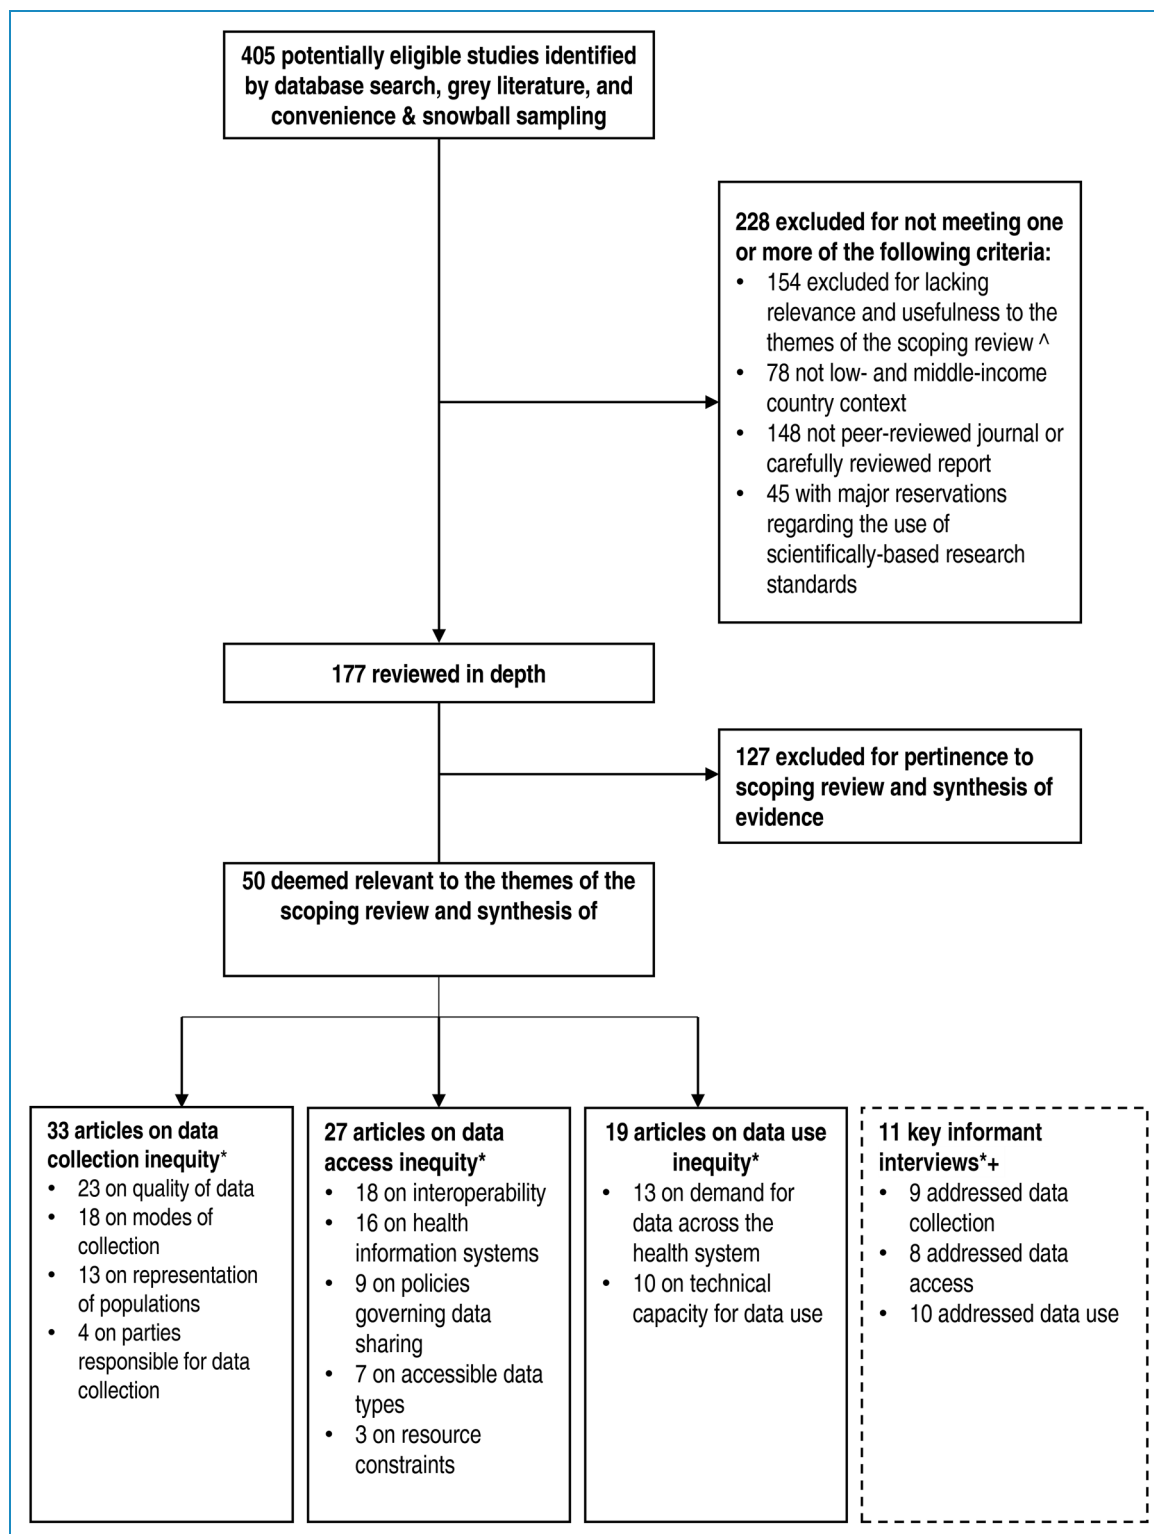 405 potentially eligible studies identified
by database search, grey literature, and
convenience & snowball sampling
228 excluded for not meeting one
or more of the following criteria:
• 154 excluded for lacking
relevance and usefulness to the
themes of the scoping review ^
• 78 not low- and middle-income
country context
• 148 not peer-reviewed journal or
carefully reviewed report
• 45 with major reservations
regarding the use of
scientifically-based research
standards
177 reviewed in depth
127 excluded for pertinence to
scoping review and synthesis of
evidence
50 deemed relevant to the themes of the
scoping review and synthesis of
33 articles on data
collection inequity*
• 23 on quality of data
• 18 on modes of
collection
• 13 on representation
of populations
• 4 on parties
responsible for data
collection
27 articles on data
access inequity*
• 18 on interoperability
• 16 on health
information systems
• 9 on policies
governing data
sharing
• 7 on accessible data
types
• 3 on resource
constraints
19 articles on data use
inequity*
• 13 on demand for
data across the
health system
• 10 on technical
capacity for data use
11 key informant
interviews*+
• 9 addressed data
collection
• 8 addressed data
access
• 10 addressed data use